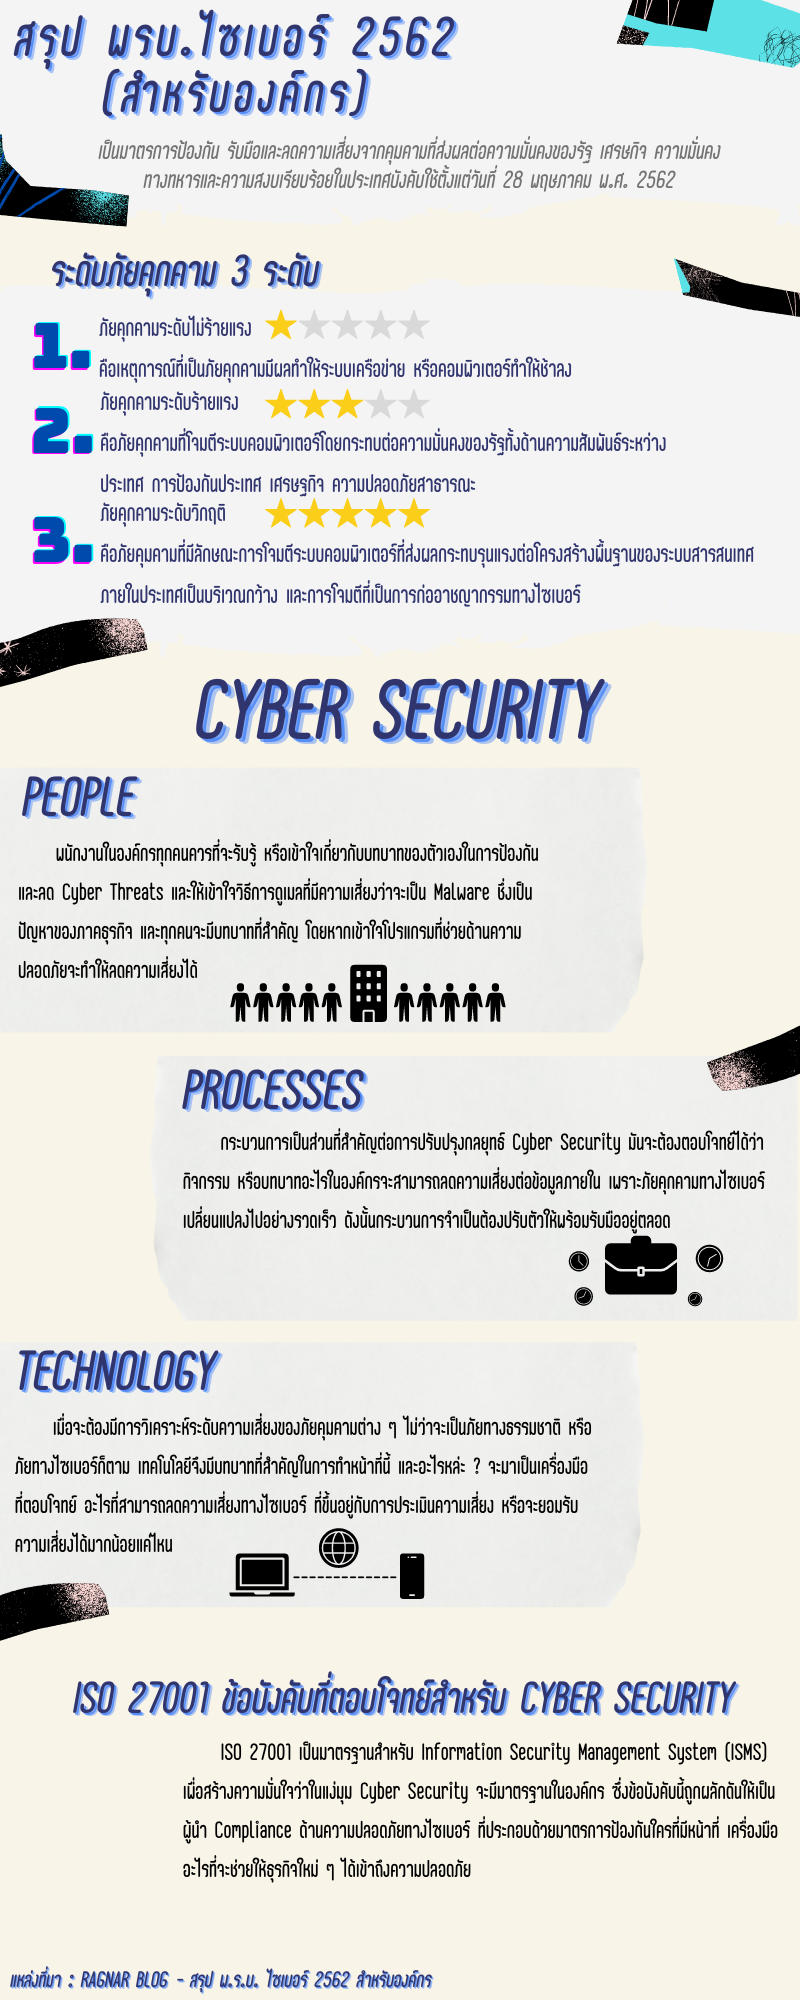 สรุป พรบ.ไซเบอร์ 2562
(สำหรับองค์กร)
เป็นมาตรการป้องกัน รับมือและลดความเสี่ยงจากคุมคามที่ส่งผลต่อความมั่นคงของรัฐ เศรษกิจ ความมั่นคง
ทางทหารและความสงบเรียบร้อยในประเทศบังคับใช้ตั้งแต่วันที่ 28 พฤษภาคม พ.ศ. 2562
ระดับภัยคุกคาม 3 ระดับ
1.
ภัยคุกคามระดับไม่ร้ายแรง
คือเหตุการณ์ที่เป็นภัยคุกคามมีผลทำให้ระบบเครือข่าย หรือคอมพิวเตอร์ทำให้ช้าลง
2.
ภัยคุกคามระดับร้ายแรง
คือภัยคุกคามที่โจมตีระบบคอมพิวเตอร์โดยกระทบต่อความมั่นคงของรัฐทั้งด้านความสัมพันธ์ระหว่าง
ประเทศ การป้องกันประเทศ เศรษฐกิจ ความปลอดภัยสาธารณะ
3.
ภัยคุกคามระดับวิกฤติ
คือภัยคุมคามที่มีลักษณะการโจมตีระบบคอมพิวเตอร์ที่ส่งผลกระทบรุนแรงต่อโครงสร้างพื้นฐานของระบบสารสนเทศ
ภายในประเทศเป็นบริเวณกว้าง และการโจมตีที่เป็นการก่ออาชญากรรมทางไซเบอร์
CYBER SECURITY
PEOPLE
พนักงานในองค์กรทุกคนควรที่จะรับรู้ หรือเข้าใจเกี่ยวกับบทบาทของตัวเองในการป้องกัน
และลด Cyber Threats และให้เข้าใจวิธีการดูเมลที่มีความเสี่ยงว่าจะเป็น Malware ซึ่งเป็น
ปัญหาของภาคธุรกิจ และทุกคนจะมีบทบาทที่สำคัญ โดยหากเข้าใจโปรแกรมที่ช่วยด้านความ
ปลอดภัยจะทำให้ลดความเสี่ยงได้
PROCESSES
กระบวนการเป็นส่วนที่สำคัญต่อการปรับปรุงกลยุทธ์ Cyber Security มันจะต้องตอบโจทย์ได้ว่า
กิจกรรม หรือบทบาทอะไรในองค์กรจะสามารถลดความเสี่ยงต่อข้อมูลภายใน เพราะภัยคุกคามทางไซเบอร์
เปลี่ยนแปลงไปอย่างรวดเร็ว ดังนั้นกระบวนการจำเป็นต้องปรับตัวให้พร้อมรับมืออยู่ตลอด
TECHNOLOGY
เมื่อจะต้องมีการวิเคราะห์ระดับความเสี่ยงของภัยคุมคามต่าง ๆ ไม่ว่าจะเป็นภัยทางธรรมชาติ หรือ
ภัยทางไซเบอร์ก็ตาม เทคโนโลยีจึงมีบทบาทที่สำคัญในการทำหน้าที่นี้ และอะไรหล่ะ ? จะมาเป็นเครื่องมือ
ที่ตอบโจทย์ อะไรที่สามารถลดความเสี่ยงทางไซเบอร์ ที่ขึ้นอยู่กับการประเมินความเสี่ยง หรือจะยอมรับ
ความเสี่ยงได้มากน้อยแค่ไหน
ISO 27001 ข้อบังคับที่ตอบโจทย์สำหรับ CYBER SECURITY
ISO 27001 เป็นมาตรฐานสำหรับ Information Security Management System (ISMS)
เพื่อสร้างความมั่นใจว่าในแง่มุม Cyber Security จะมีมาตรฐานในองค์กร ซึ่งข้อบังคับนี้ถูกผลักดันให้เป็น
ผู้นำ Compliance ด้านความปลอดภัยทางไซเบอร์ ที่ประกอบด้วยมาตรการป้องกันใครที่มีหน้าที่ เครื่องมือ
อะไรที่จะช่วยให้ธุรกิจใหม่ ๆ ได้เข้าถึงความปลอดภัย
แหล่งที่มา : RAGNAR BLOG - สรุป พ.ร.บ. ไซเบอร์ 2562 สำหรับองค์กร